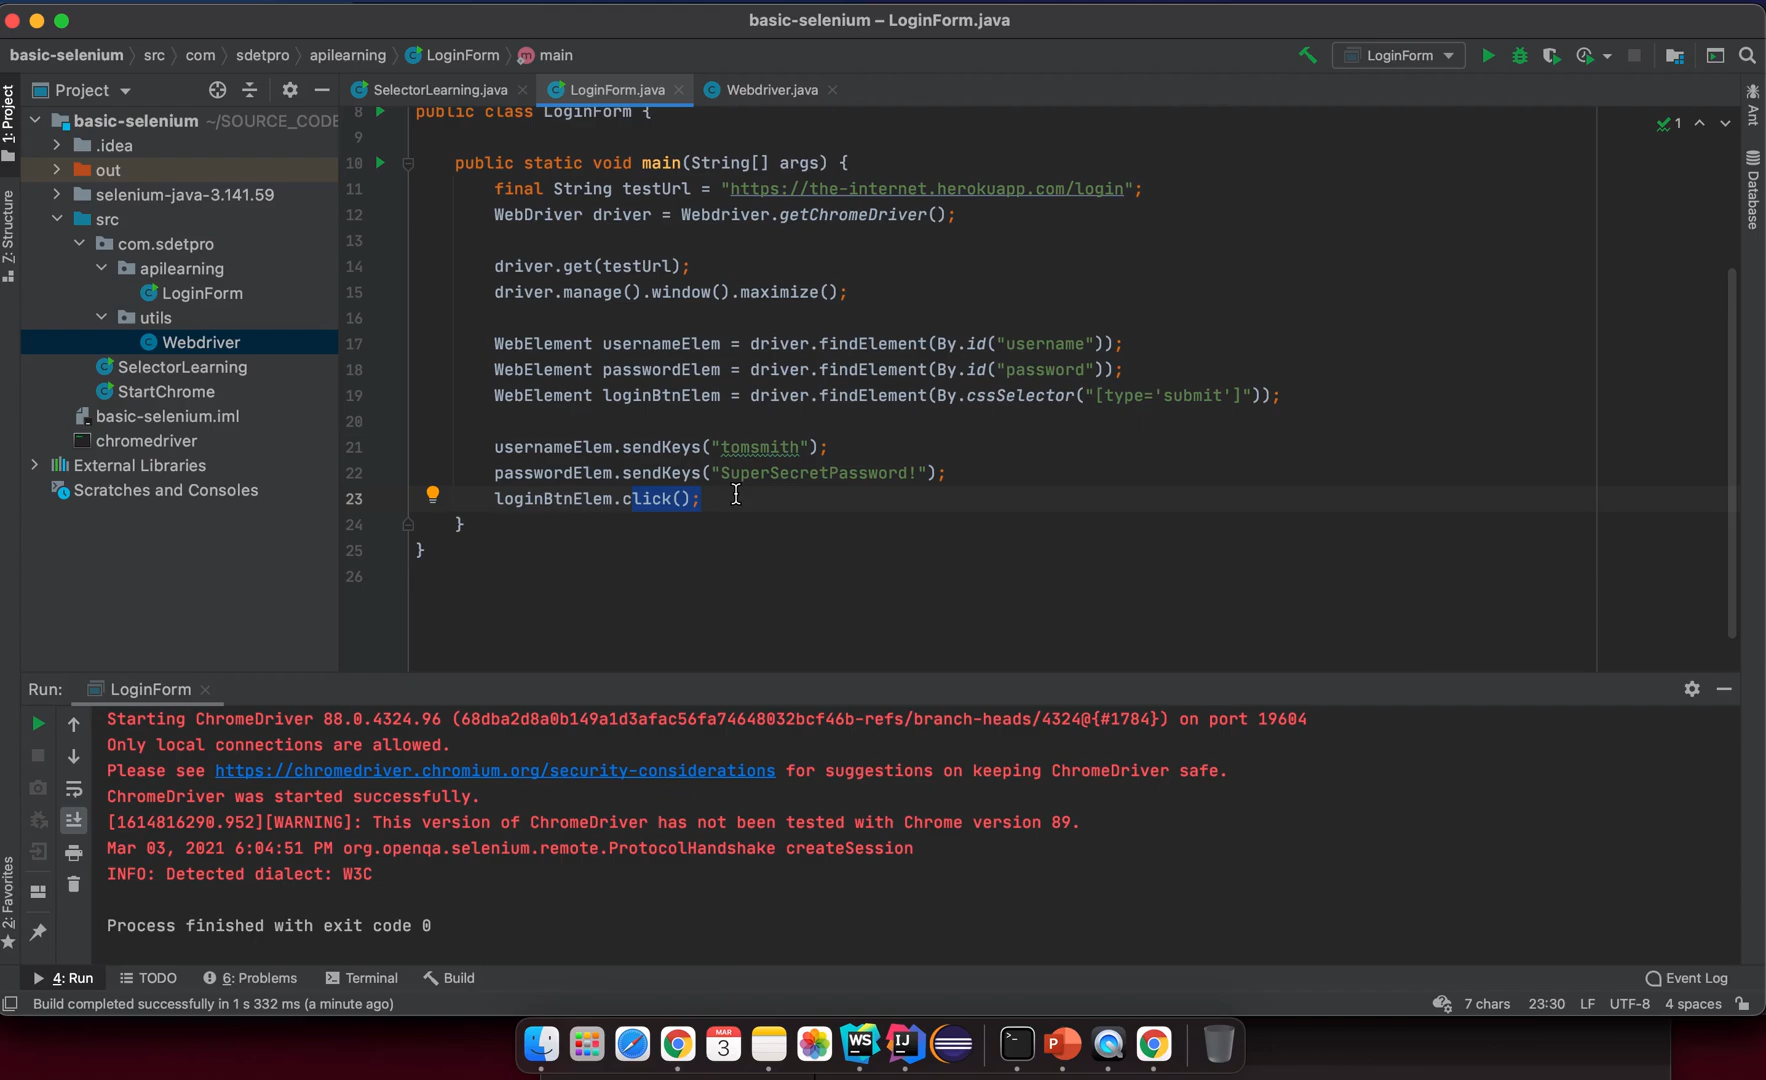 basic-selenium – LoginForm.java
basic-selenium src com sdetpro apilearning LoginForm main
LoginForm
Project
SelectorLearning.java
LoginForm.java
Webdriver.java
1: Project
Z: Structure
2: Favorites
Ant
Database
basic-selenium ~/SOURCE_CODE
.idea
out
selenium-java-3.141.59
src
com.sdetpro
apilearning
LoginForm
utils
Webdriver
SelectorLearning
StartChrome
basic-selenium.iml
chromedriver
External Libraries
Scratches and Consoles
1
8 public class LoginForm {
9
10 public static void main(String[] args) {
11 final String testUrl = "https://the-internet.herokuapp.com/login";
12 WebDriver driver = Webdriver.getChromeDriver();
13
14 driver.get(testUrl);
15 driver.manage().window().maximize();
16
17 WebElement usernameElem = driver.findElement(By.id("username"));
18 WebElement passwordElem = driver.findElement(By.id("password"));
19 WebElement loginBtnElem = driver.findElement(By.cssSelector("[type='submit']"));
20
21 usernameElem.sendKeys("tomsmith");
22 passwordElem.sendKeys("SuperSecretPassword!");
23 loginBtnElem.click();
24 }
25 }
26
Run: LoginForm
Starting ChromeDriver 88.0.4324.96 (68dba2d8a0b149a1d3afac56fa74648032bcf46b-refs/branch-heads/4324@{#1784}) on port 19604
Only local connections are allowed.
Please see https://chromedriver.chromium.org/security-considerations for suggestions on keeping ChromeDriver safe.
ChromeDriver was started successfully.
[1614816290.952][WARNING]: This version of ChromeDriver has not been tested with Chrome version 89.
Mar 03, 2021 6:04:51 PM org.openqa.selenium.remote.ProtocolHandshake createSession
INFO: Detected dialect: W3C
Process finished with exit code 0
4: Run TODO 6: Problems Terminal Build Event Log
Build completed successfully in 1 s 332 ms (a minute ago) 7 chars 23:30 LF UTF-8 4 spaces
MAR
3
WS
IJ
P